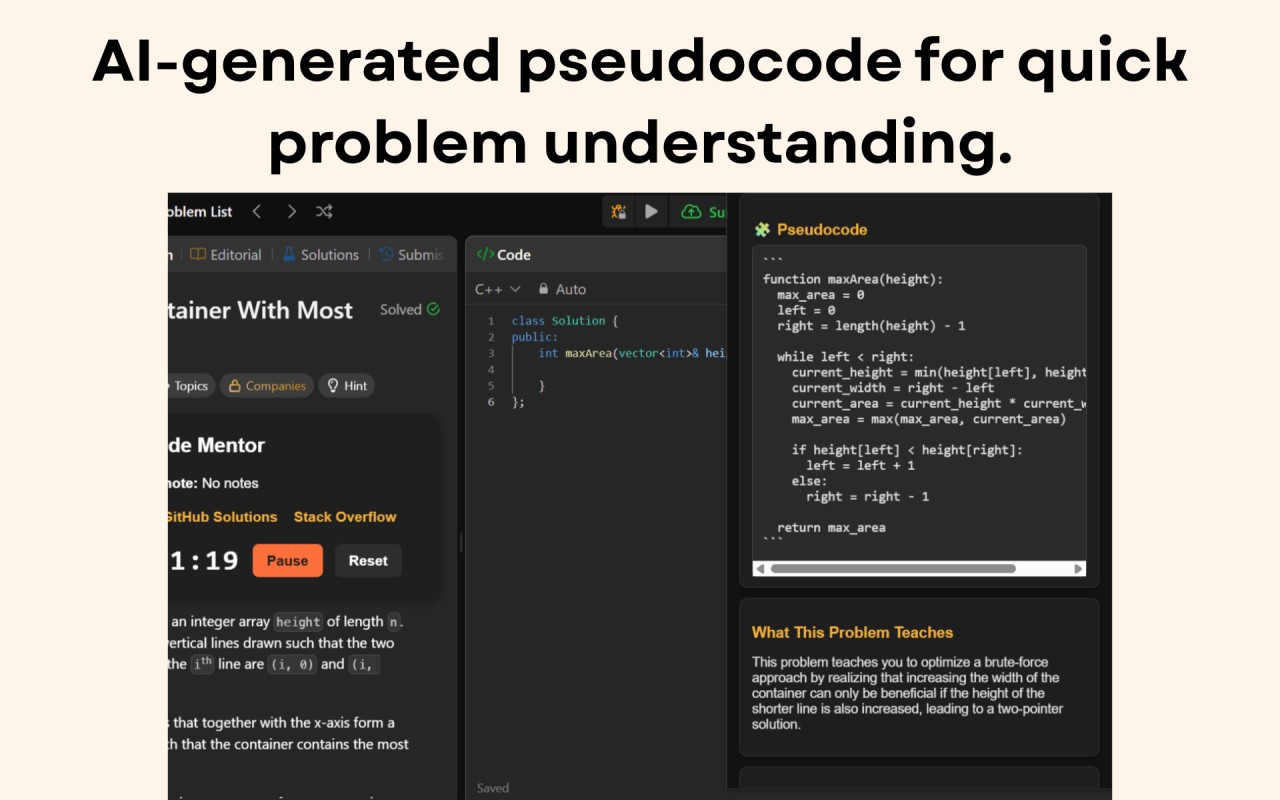 AI-generated pseudocode for quick
problem understanding.
oblem List
Su
n
Editorial
Solutions
Submis
tainer With Most
Solved
Topics
Companies
Hint
de Mentor
note: No notes
GitHub Solutions
Stack Overflow
1:19
Pause
Reset
an integer array height of length n.
vertical lines drawn such that the two
the ith line are (i, 0) and (i,
s that together with the x-axis form a
ch that the container contains the most
</> Code
C++
Auto
1 class Solution {
2 public:
3 int maxArea(vector<int>& hei
4
5 }
6 };
Saved
Pseudocode
```
function maxArea(height):
max_area = 0
left = 0
right = length(height) - 1
while left < right:
current_height = min(height[left], height
current_width = right - left
current_area = current_height * current_w
max_area = max(max_area, current_area)
if height[left] < height[right]:
left = left + 1
else:
right = right - 1
return max_area
```
What This Problem Teaches
This problem teaches you to optimize a brute-force
approach by realizing that increasing the width of the
container can only be beneficial if the height of the
shorter line is also increased, leading to a two-pointer
solution.